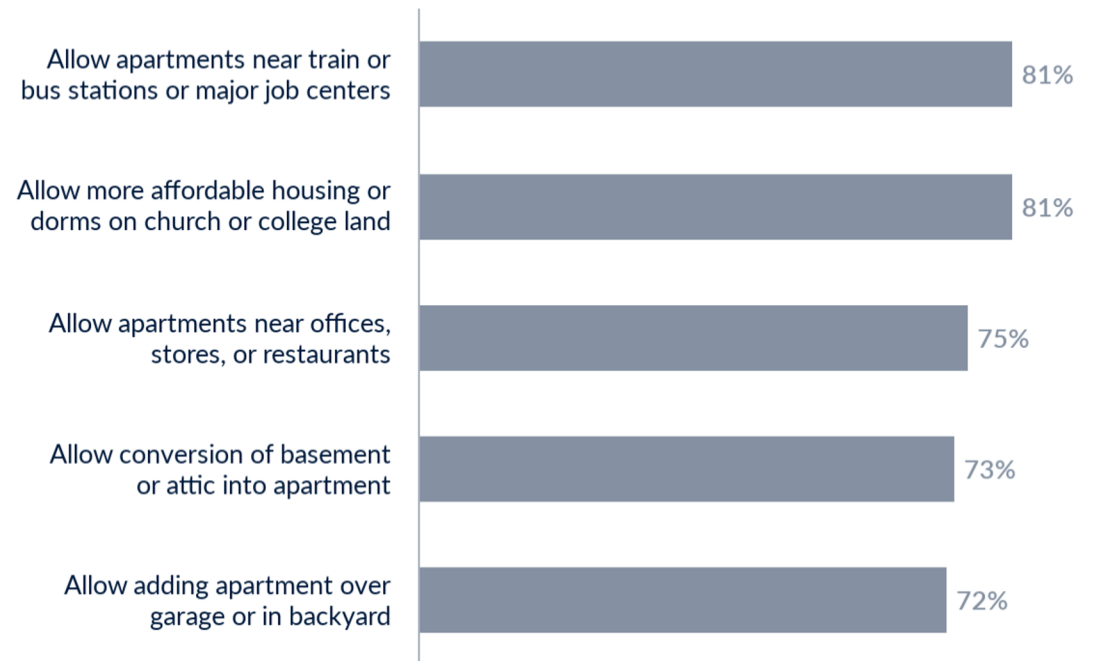 Allow apartments near train or
bus stations or major job centers
81%
Allow more affordable housing or
dorms on church or college land
81%
Allow apartments near offices,
stores, or restaurants
75%
Allow conversion of basement
or attic into apartment
73%
Allow adding apartment over
garage or in backyard
72%